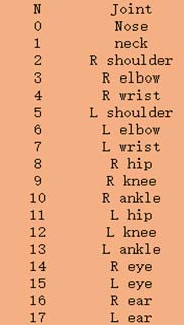 N Joint
0 Nose
1 neck
2 R shoulder
3 R elbow
4 R wrist
5 L shoulder
6 L elbow
7 L wrist
8 R hip
9 R knee
10 R ankle
11 L hip
12 L knee
13 L ankle
14 R eye
15 L eye
16 R ear
17 L ear